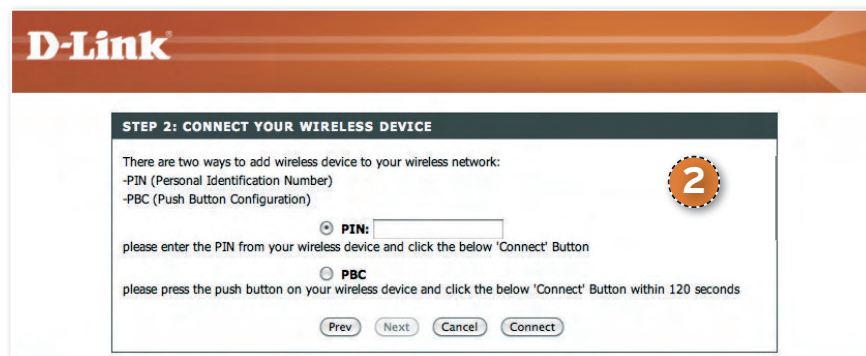 D-Link
STEP 2: CONNECT YOUR WIRELESS DEVICE
There are two ways to add wireless device to your wireless network:
-PIN (Personal Identification Number)
-PBC (Push Button Configuration)
2
PIN:
please enter the PIN from your wireless device and click the below 'Connect' Button
PBC
please press the push button on your wireless device and click the below 'Connect' Button within 120 seconds
Prev Next Cancel Connect